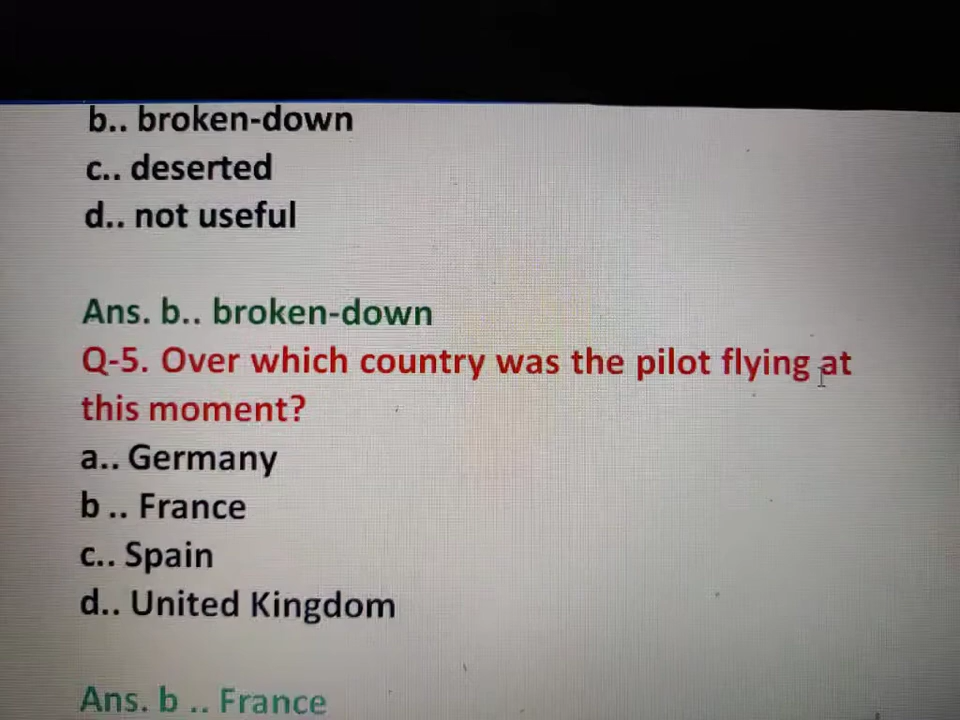 b.. broken-down
c.. deserted
d.. not useful
Ans. b.. broken-down
Q-5. Over which country was the pilot flying at
this moment?
a.. Germany
b .. France
c.. Spain
d.. United Kingdom
Ans. b .. France